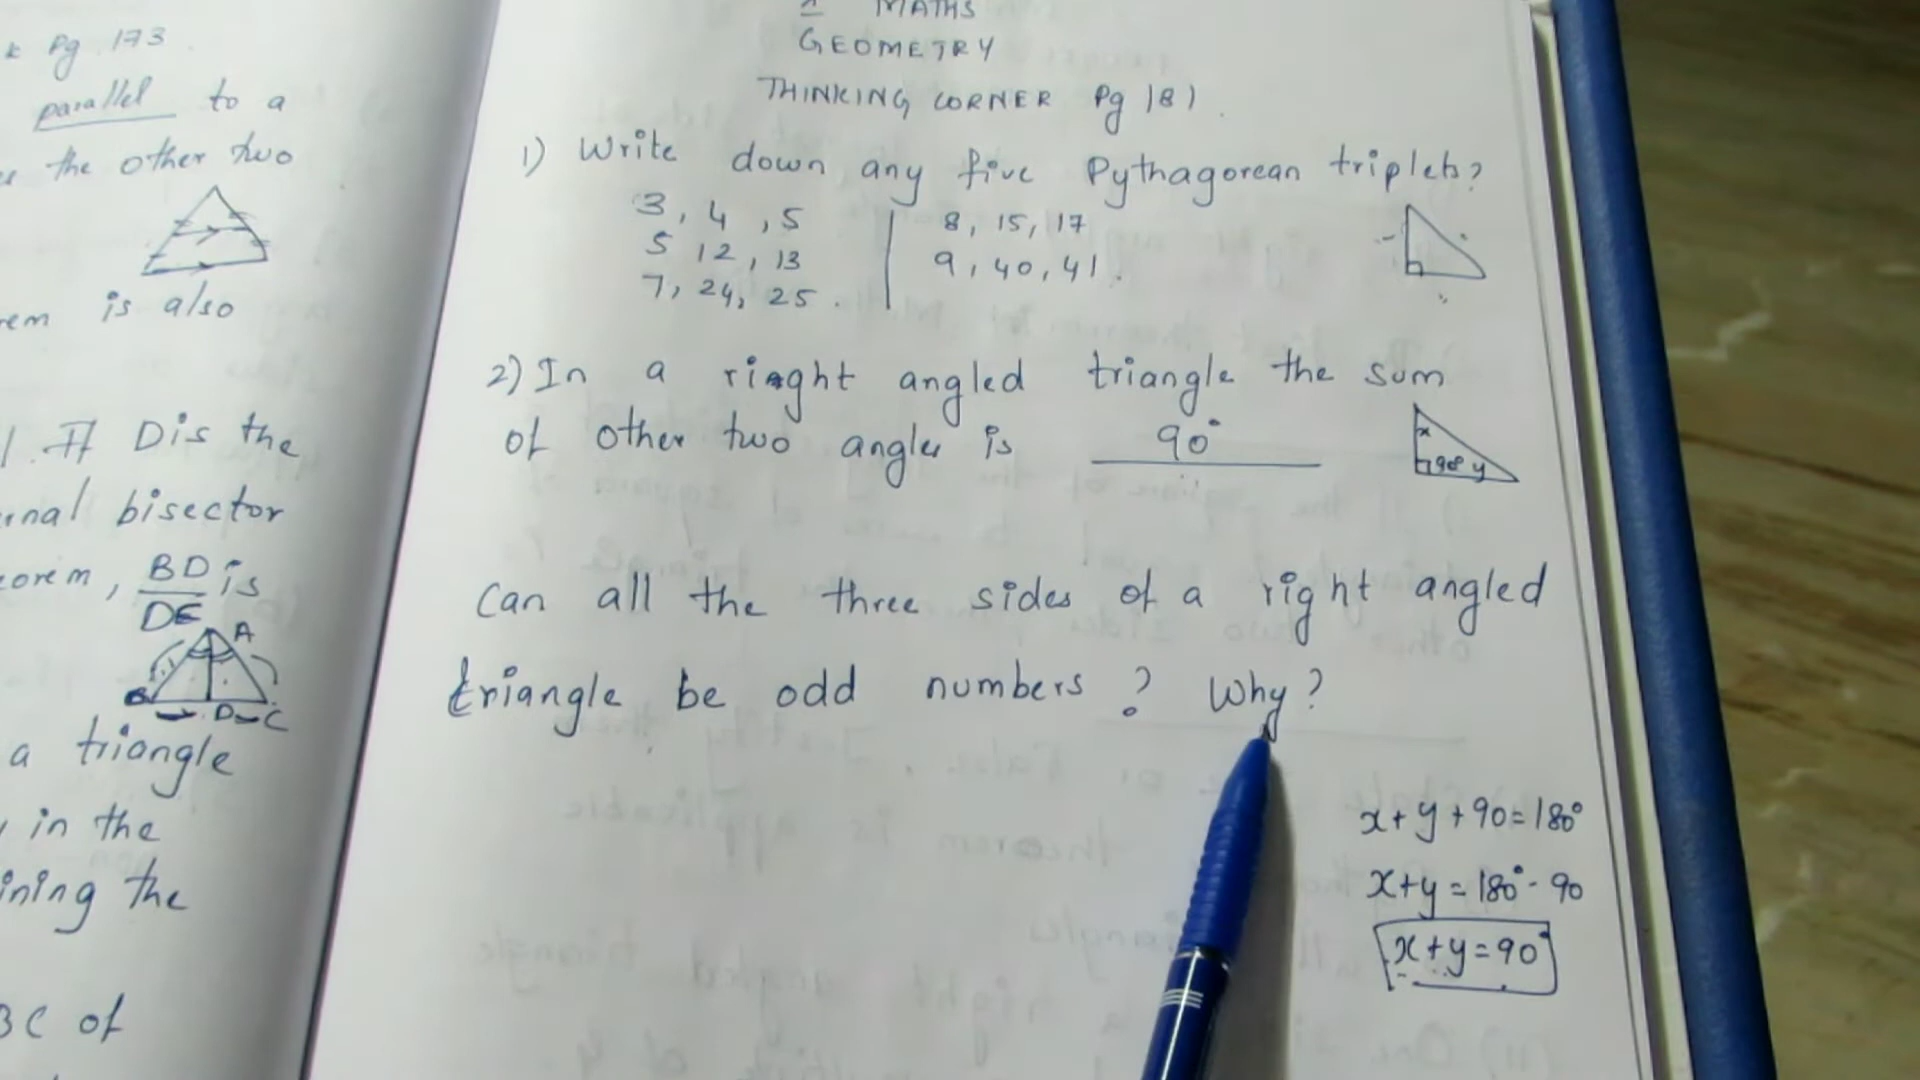 Pg 173
parallel to a
the other two
is also
If D is the
bisector
BD is
DE
A
B D C
a triangle
in the
the
BC of
MATHS
GEOMETRY
THINKING CORNER Pg 181.
1) Write down any five Pythagorean triplets?
3, 4, 5
5 12, 13
7, 24, 25.
8, 15, 17
9, 40, 41.
2) In a right angled triangle the sum
of other two angles is 90°
x
90° y
Can all the three sides of a right angled
triangle be odd numbers? Why?
x + y + 90 = 180°
x + y = 180° - 90
x + y = 90°